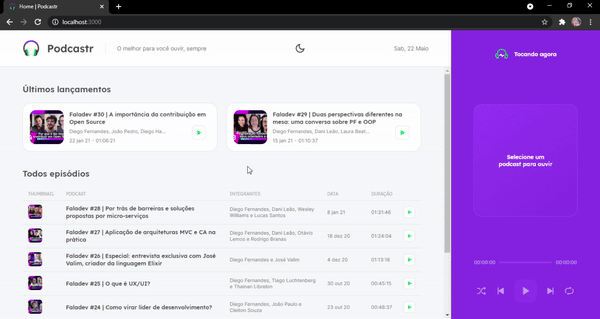 Home | Podcastr
localhost:3000
Podcastr
O melhor para você ouvir, sempre
Sab, 22 Maio
Tocando agora
Últimos lançamentos
Faladev #30 | A importância da contribuição em
Open Source
Diego Fernandes, João Pedro, Diego Ha...
22 jan 21 · 01:06:21
Faladev #29 | Duas perspectivas diferentes na
mesa: uma conversa sobre PF e OOP
Diego Fernandes, Dani Leão, Laura Beat...
15 jan 21 · 01:10:37
Selecione um
podcast para ouvir
Todos episódios
THUMBNAIL PODCAST INTEGRANTES DATA DURAÇÃO
Faladev #28 | Por trás de barreiras e soluções
propostas por micro-serviços
Diego Fernandes, Dani Leão, Wesley
Williams e Lucas Santos
8 jan 21
01:31:46
Faladev #27 | Aplicação de arquiteturas MVC e CA na
prática
Diego Fernandes, Dani Leão, Otávio
Lemos e Rodrigo Branas
18 dez 20
01:24:04
Faladev #26 | Especial: entrevista exclusiva com José
Valim, criador da linguagem Elixir
Diego Fernandes e José Valim
4 dez 20
01:13:18
Faladev #25 | O que é UX/UI?
Diego Fernandes, Tiago Luchtenberg
e Thaisan Librelon
30 out 20
00:45:15
Faladev #24 | Como virar líder de desenvolvimento?
Diego Fernandes, João Paulo e
Cleiton Souza
23 out 20
00:48:37
00:00:00
00:00:00